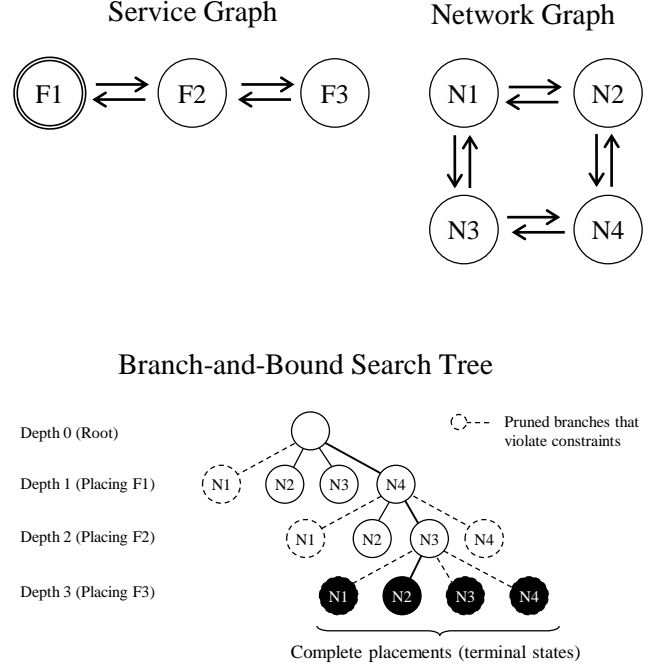 Service Graph
Network Graph
F1
F2
F3
N1
N2
N3
N4
Branch-and-Bound Search Tree
Depth 0 (Root)
Pruned branches that
violate constraints
Depth 1 (Placing F1)
N1
N2
N3
N4
Depth 2 (Placing F2)
N1
N2
N3
N4
Depth 3 (Placing F3)
N1
N2
N3
N4
Complete placements (terminal states)